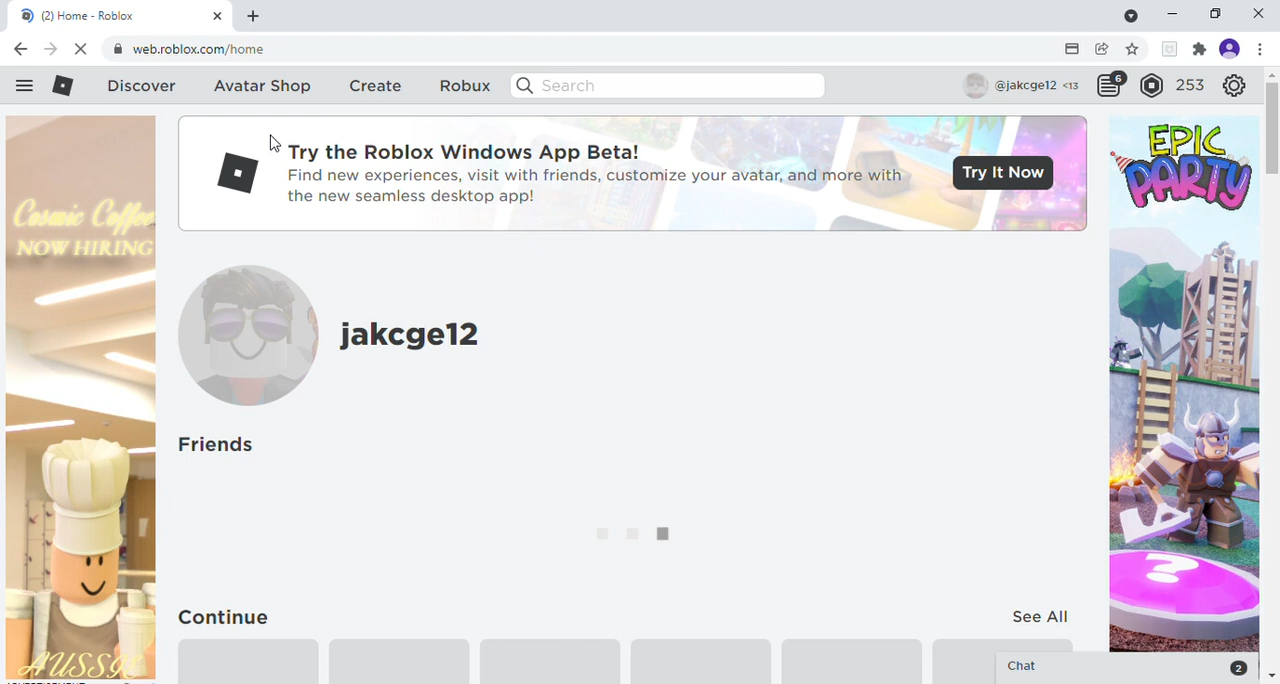 (2) Home - Roblox
web.roblox.com/home
Discover
Avatar Shop
Create
Robux
Search
@jakcge12 <13
6
253
Try the Roblox Windows App Beta!
Find new experiences, visit with friends, customize your avatar, and more with
the new seamless desktop app!
Try It Now
Cosmic Coffee
NOW HIRING
AUSSIE
EPIC
PARTY
?
jakcge12
Friends
Continue
See All
Chat
2